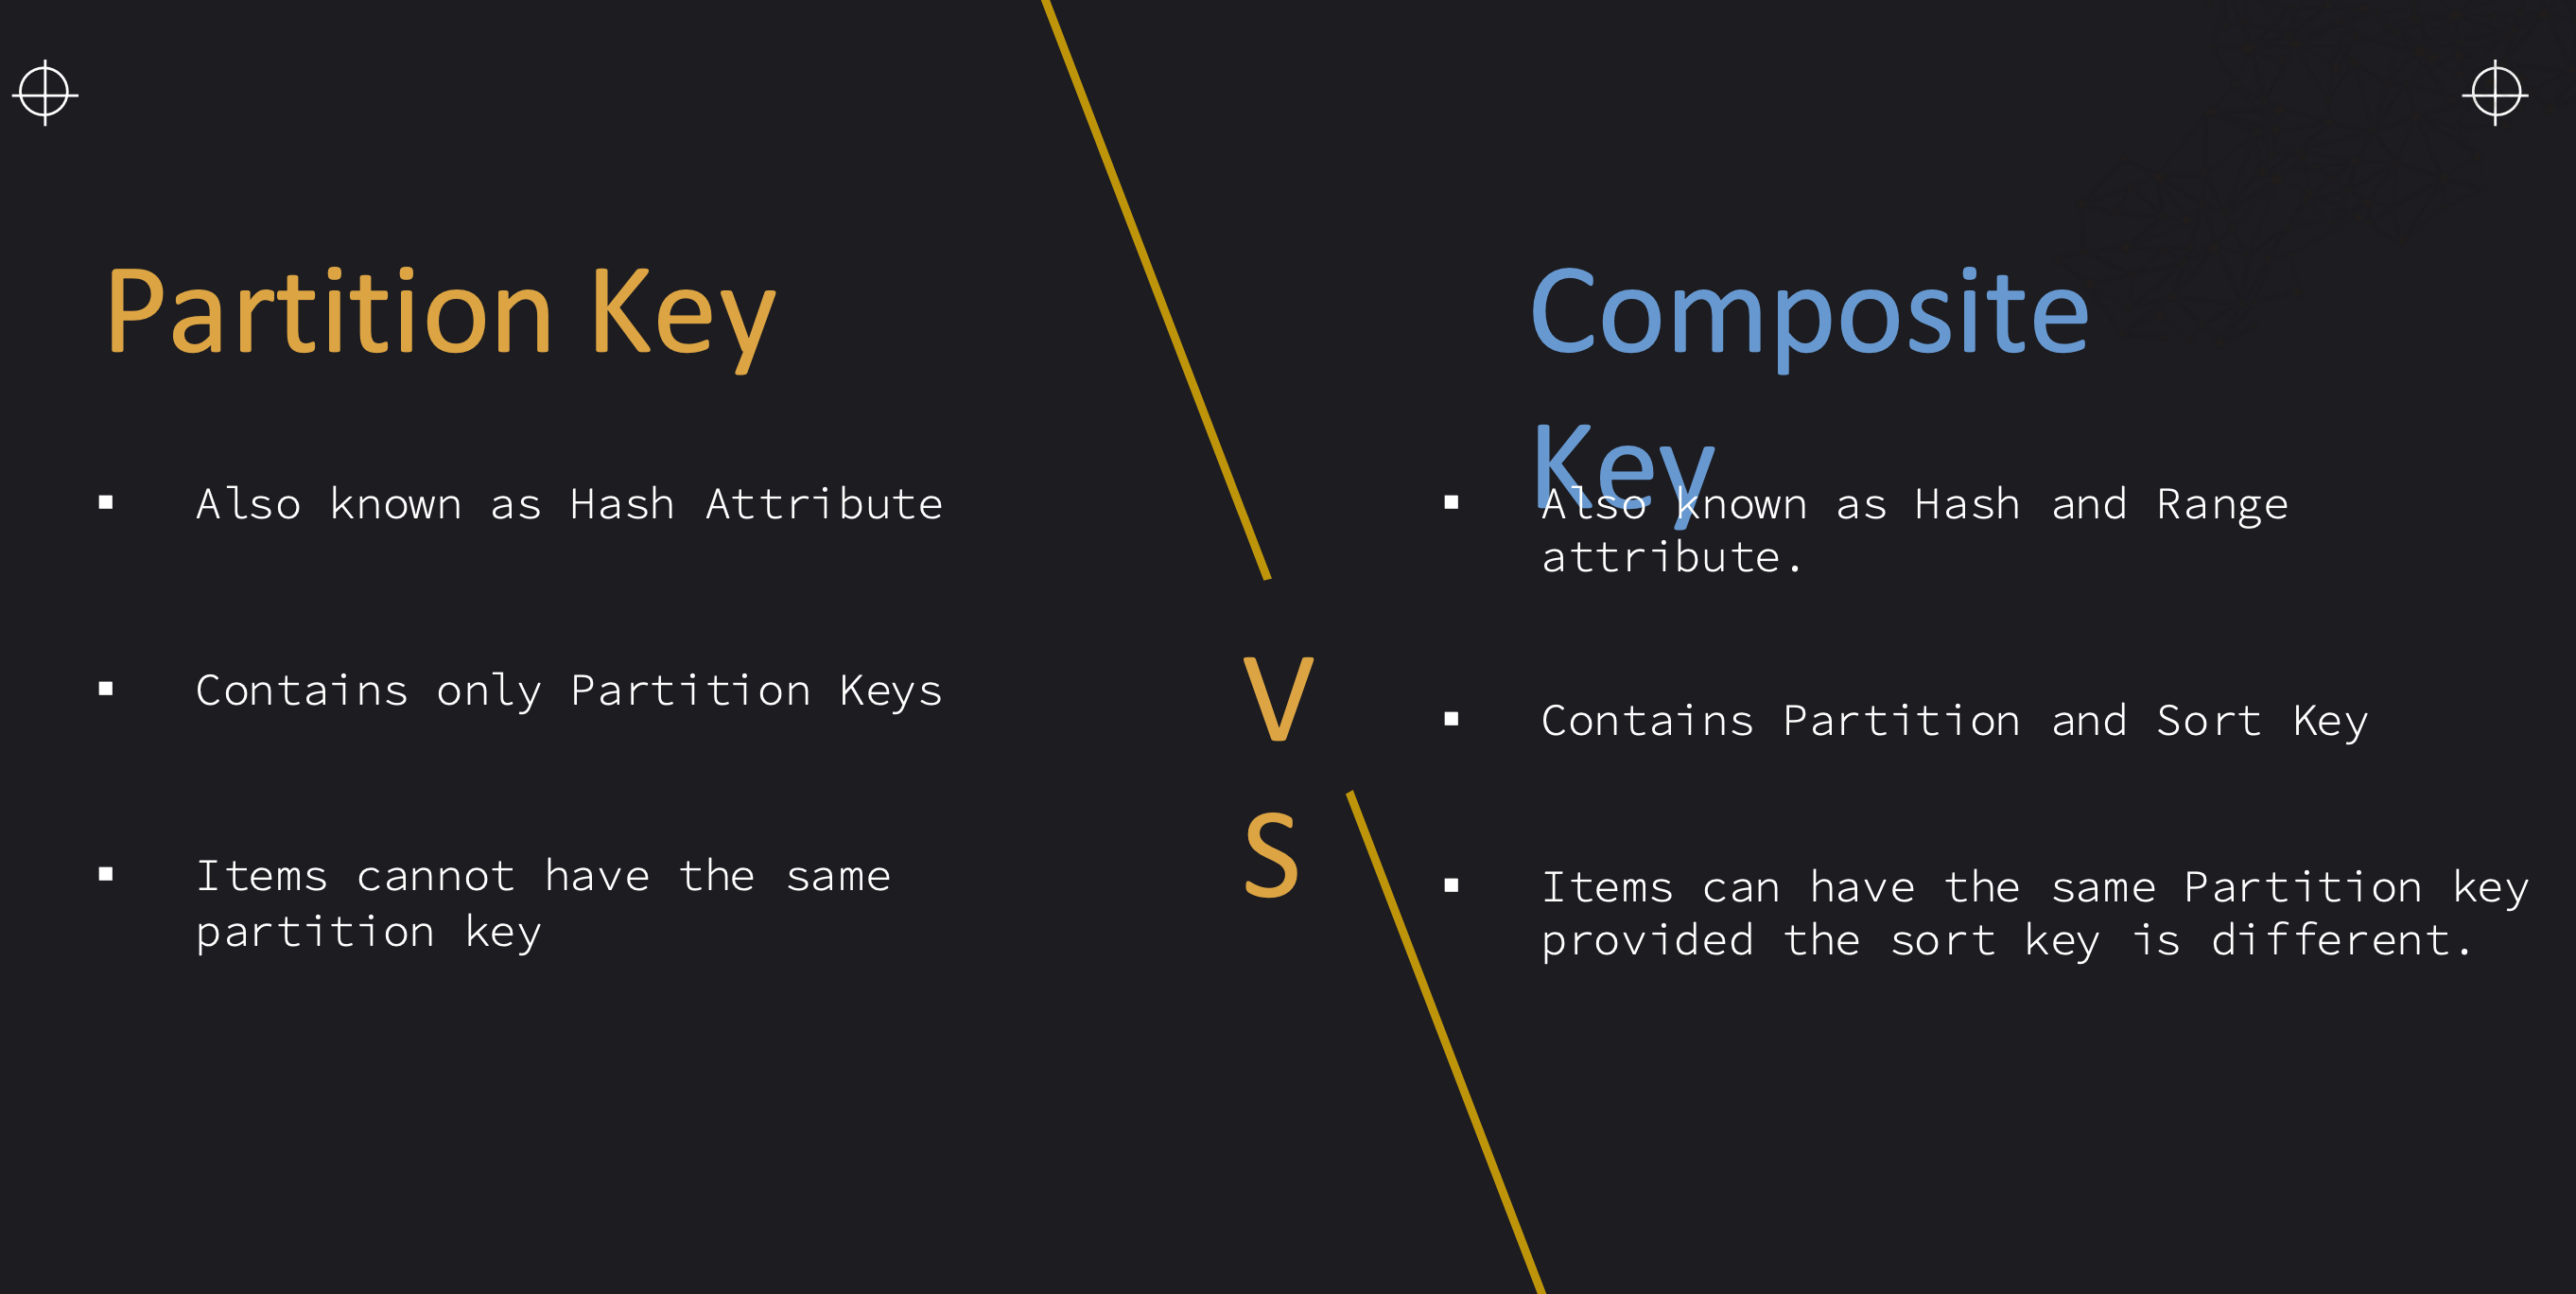 Partition Key
Also known as Hash Attribute
Contains only Partition Keys
Items cannot have the same
partition key
V
S
Composite
Key
Also known as Hash and Range
attribute.
Contains Partition and Sort Key
Items can have the same Partition key
provided the sort key is different.